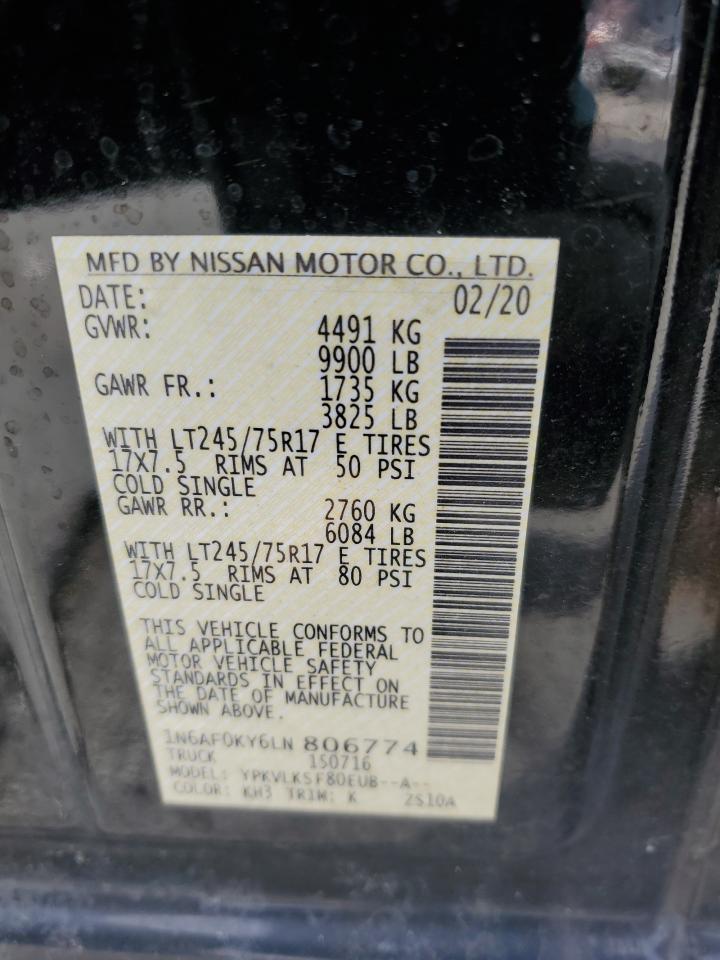 MFD BY NISSAN MOTOR CO., LTD.
DATE: 02/20
GVWR: 4491 KG
9900 LB
GAWR FR.: 1735 KG
3825 LB
WITH LT245/75R17 E TIRES
17X7.5 RIMS AT 50 PSI
COLD SINGLE
GAWR RR.: 2760 KG
6084 LB
WITH LT245/75R17 E TIRES
17X7.5 RIMS AT 80 PSI
COLD SINGLE
THIS VEHICLE CONFORMS TO
ALL APPLICABLE FEDERAL
MOTOR VEHICLE SAFETY
STANDARDS IN EFFECT ON
THE DATE OF MANUFACTURE
SHOWN ABOVE.
1N6AF0KY6LN 806774
TRUCK 1S0716
MODEL: YPKVLKSF80EUB--A--
COLOR: KH3 TRIM: K 2S10A